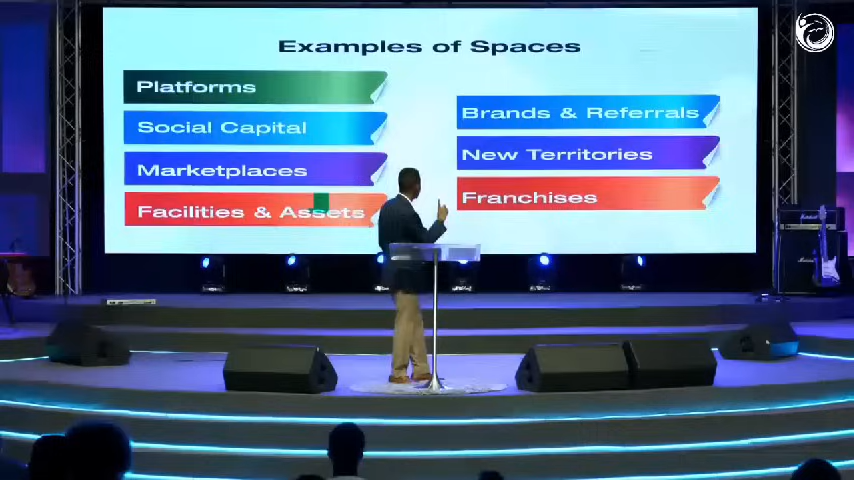 Examples of Spaces
Platforms
Social Capital
Marketplaces
Facilities & Assets
Brands & Referrals
New Territories
Franchises